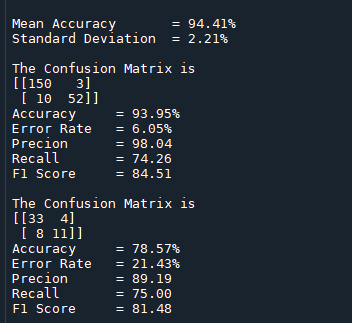 Mean Accuracy = 94.41%
Standard Deviation = 2.21%
The Confusion Matrix is
[[150 3]
[ 10 52]]
Accuracy = 93.95%
Error Rate = 6.05%
Precion = 98.04
Recall = 74.26
F1 Score = 84.51
The Confusion Matrix is
[[33 4]
[ 8 11]]
Accuracy = 78.57%
Error Rate = 21.43%
Precion = 89.19
Recall = 75.00
F1 Score = 81.48